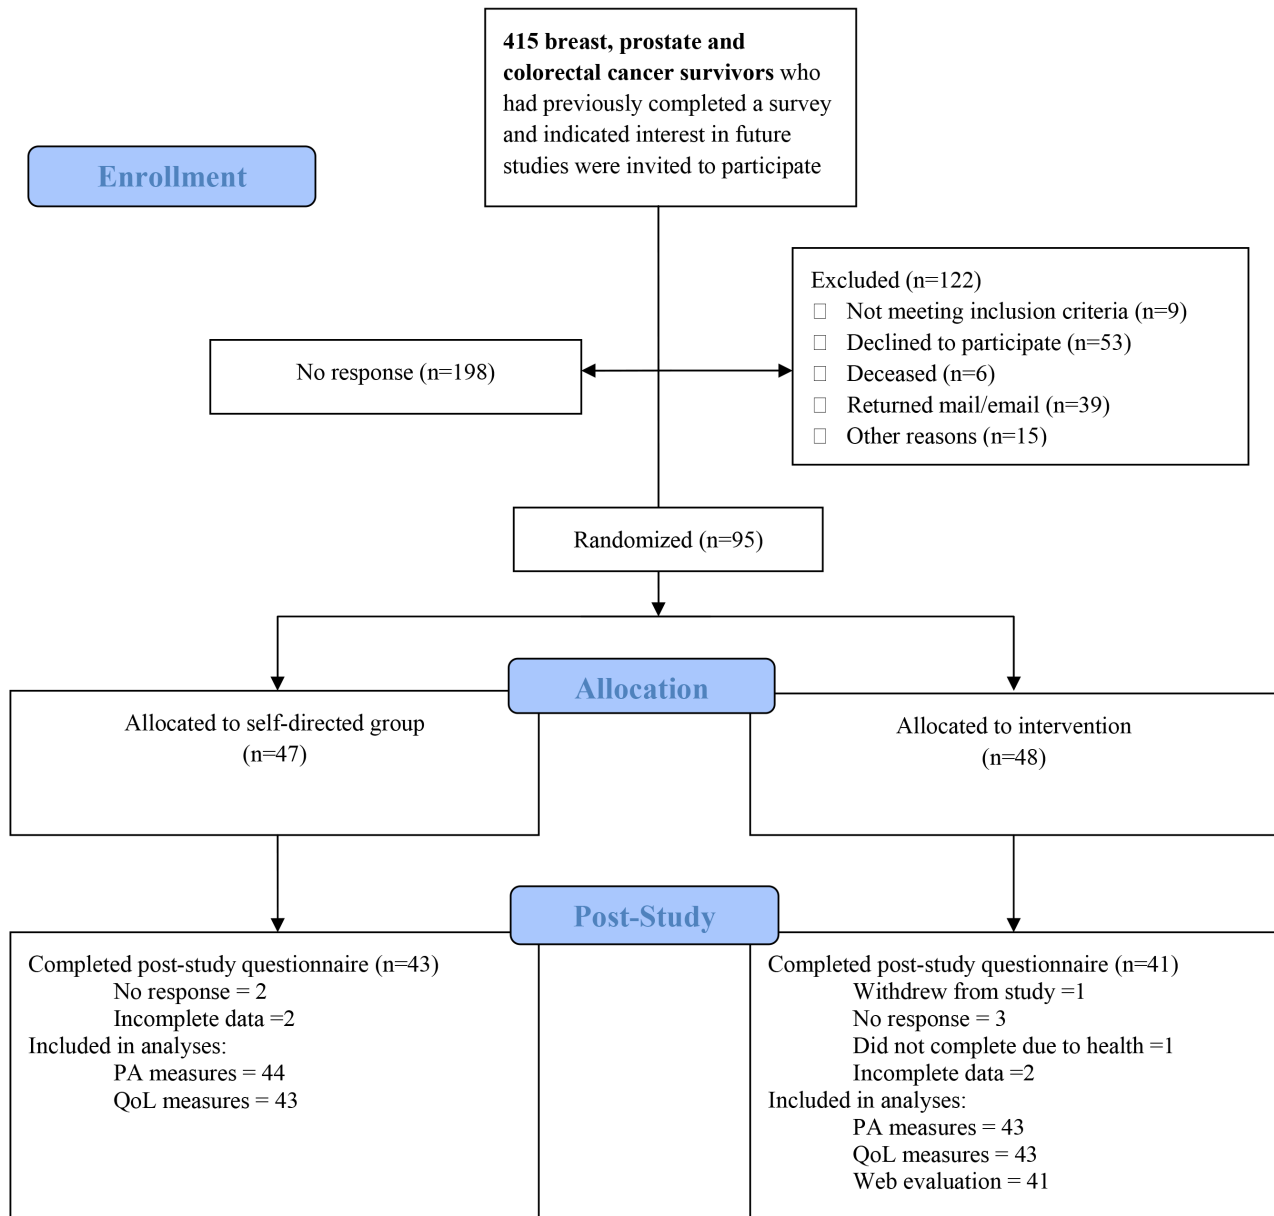 415 breast, prostate and
colorectal cancer survivors who
had previously completed a survey
and indicated interest in future
studies were invited to participate
Enrollment
Excluded (n=122)
Not meeting inclusion criteria (n=9)
Declined to participate (n=53)
Deceased (n=6)
Returned mail/email (n=39)
Other reasons (n=15)
No response (n=198)
Randomized (n=95)
Allocation
Allocated to self-directed group
(n=47)
Allocated to intervention
(n=48)
Post-Study
Completed post-study questionnaire (n=43)
No response = 2
Incomplete data =2
Included in analyses:
PA measures = 44
QoL measures = 43
Completed post-study questionnaire (n=41)
Withdrew from study =1
No response = 3
Did not complete due to health =1
Incomplete data =2
Included in analyses:
PA measures = 43
QoL measures = 43
Web evaluation = 41